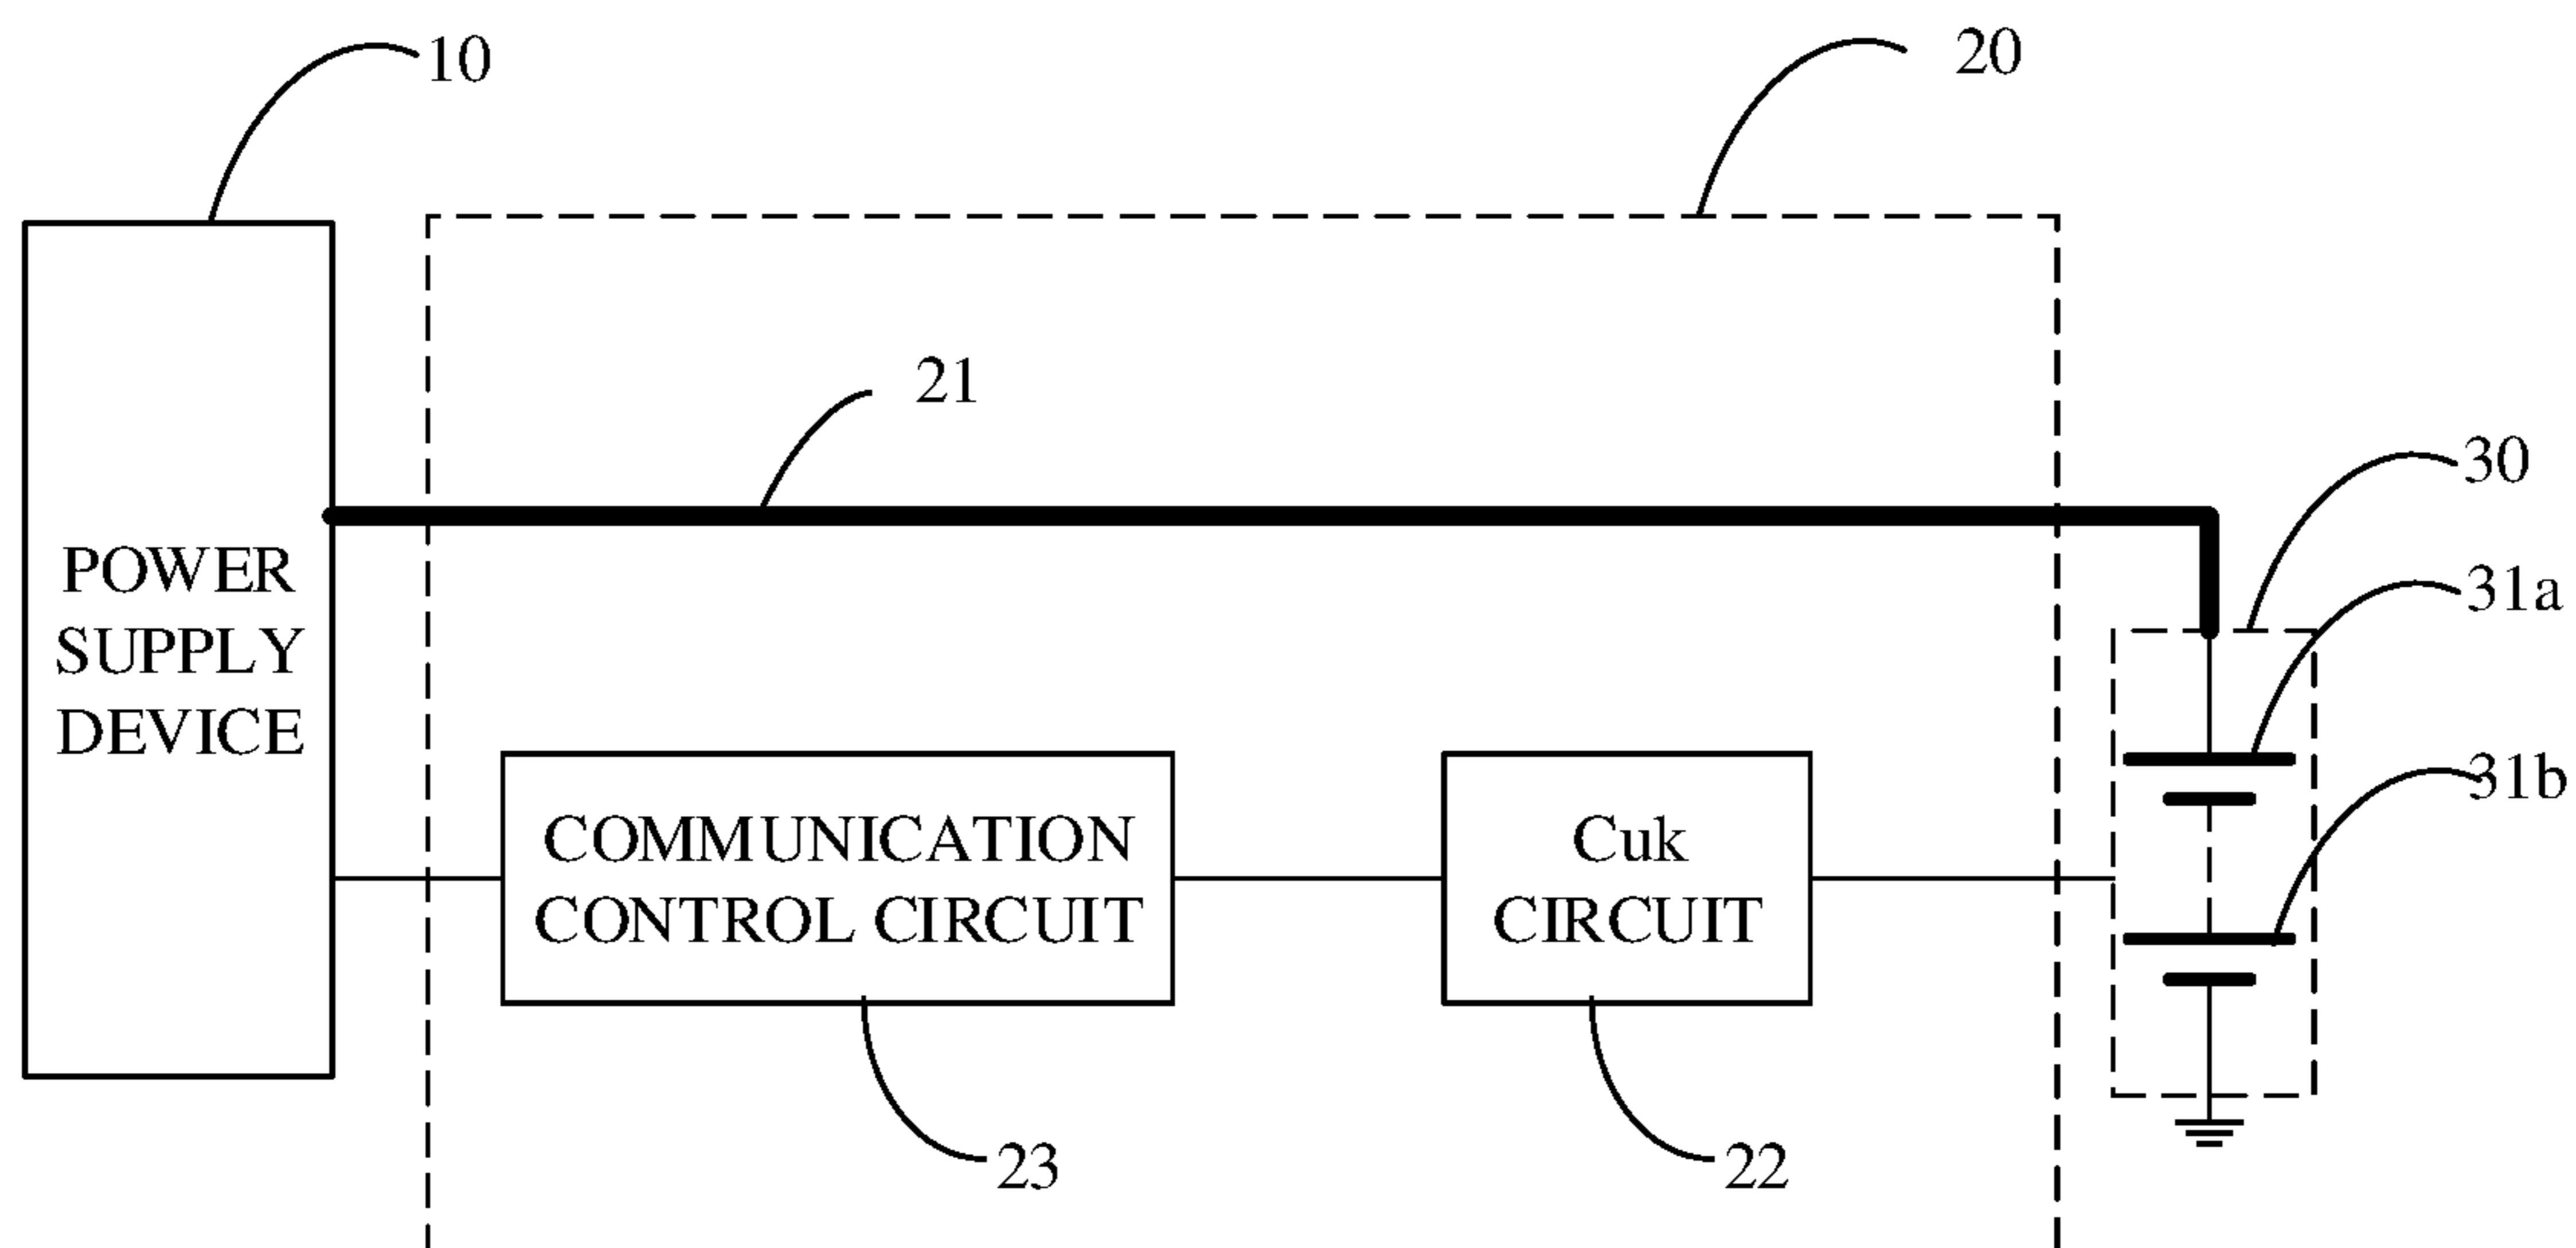 10
20
21
30
31a
31b
POWER
SUPPLY
DEVICE
COMMUNICATION
CONTROL CIRCUIT
Cuk
CIRCUIT
23
22